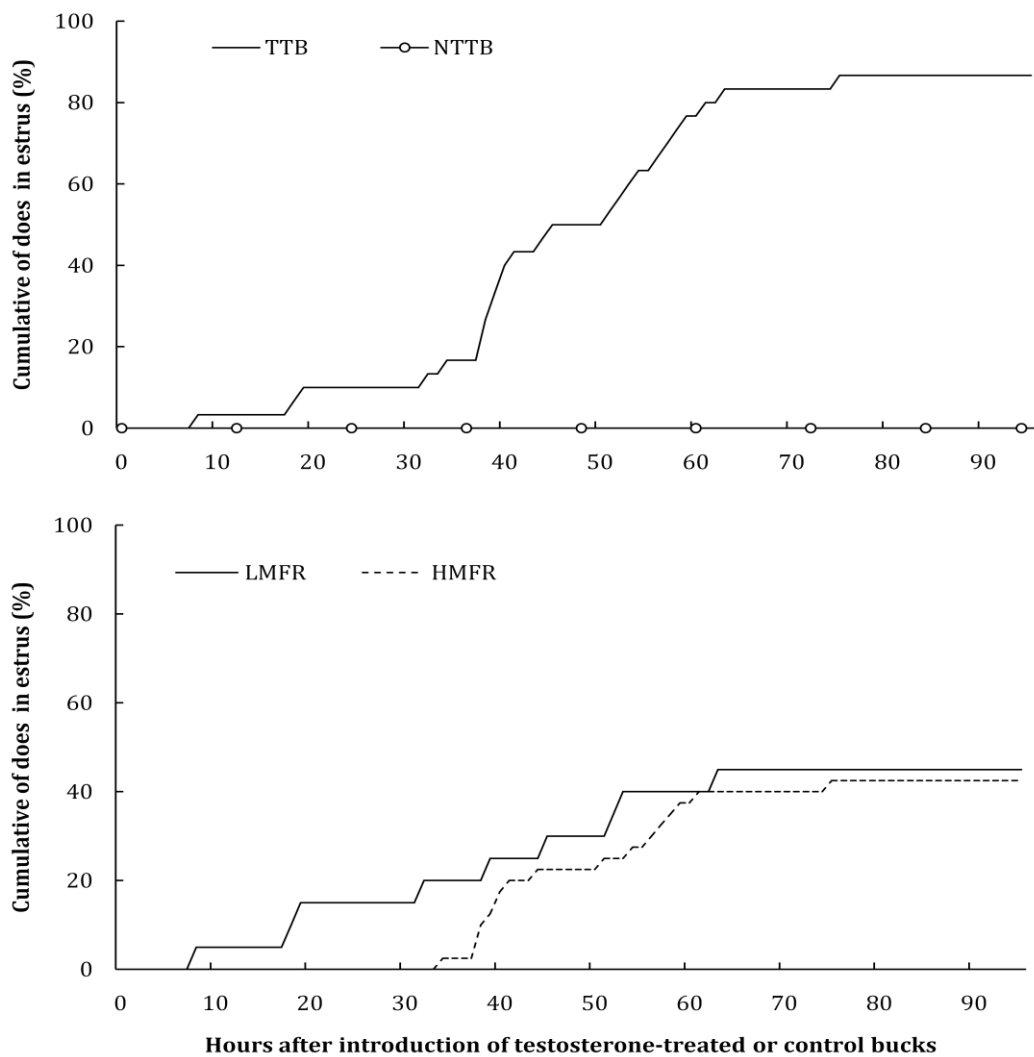 Cumulative of does in estrus (%)
100
80
60
40
20
0
TTB NTTB
0 10 20 30 40 50 60 70 80 90
Cumulative of does in estrus (%)
100
80
60
40
20
0
LMFR HMFR
0 10 20 30 40 50 60 70 80 90
Hours after introduction of testosterone-treated or control bucks